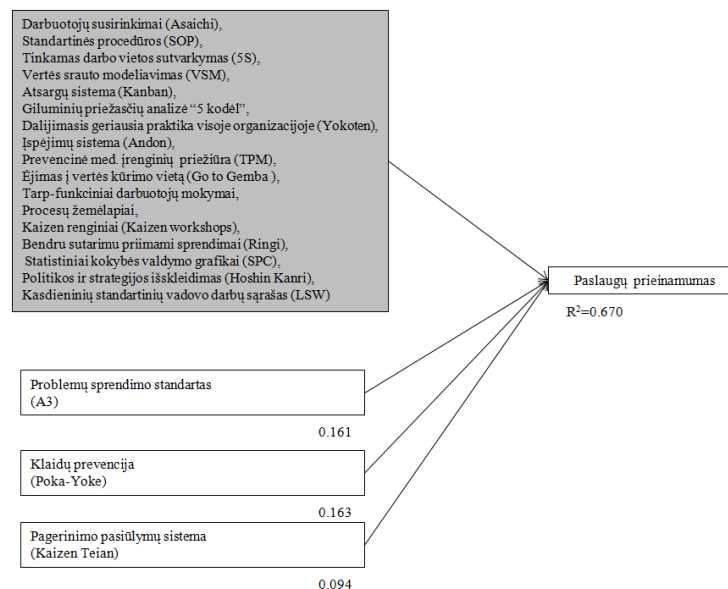 Darbuotojų susirinkimai (Asaichi),
Standartinės procedūros (SOP),
Tinkamas darbo vietos sutvarkymas (5S),
Vertės srauto modeliavimas (VSM),
Atsargų sistema (Kanban),
Giluminių priežasčių analizė “5 kodėl”,
Dalijimasis geriausia praktika visoje organizacijoje (Yokoten),
Įspėjimų sistema (Andon),
Prevencinė med. įrenginių priežiūra (TPM),
Ėjimas į vertės kūrimo vietą (Go to Gemba ),
Tarp-funkciniai darbuotojų mokymai,
Procesų žemėlapiai,
Kaizen renginiai (Kaizen workshops),
Bendru sutarimu priimami sprendimai (Ringi),
Statistiniai kokybės valdymo grafikai (SPC),
Politikos ir strategijos išskleidimas (Hoshin Kanri),
Kasdieninių standartinių vadovo darbų sąrašas (LSW)
Paslaugų prieinamumas
R²=0.670
Problemų sprendimo standartas
(A3)
0.161
Klaidų prevencija
(Poka-Yoke)
0.163
Pagerinimo pasiūlymų sistema
(Kaizen Teian)
0.094